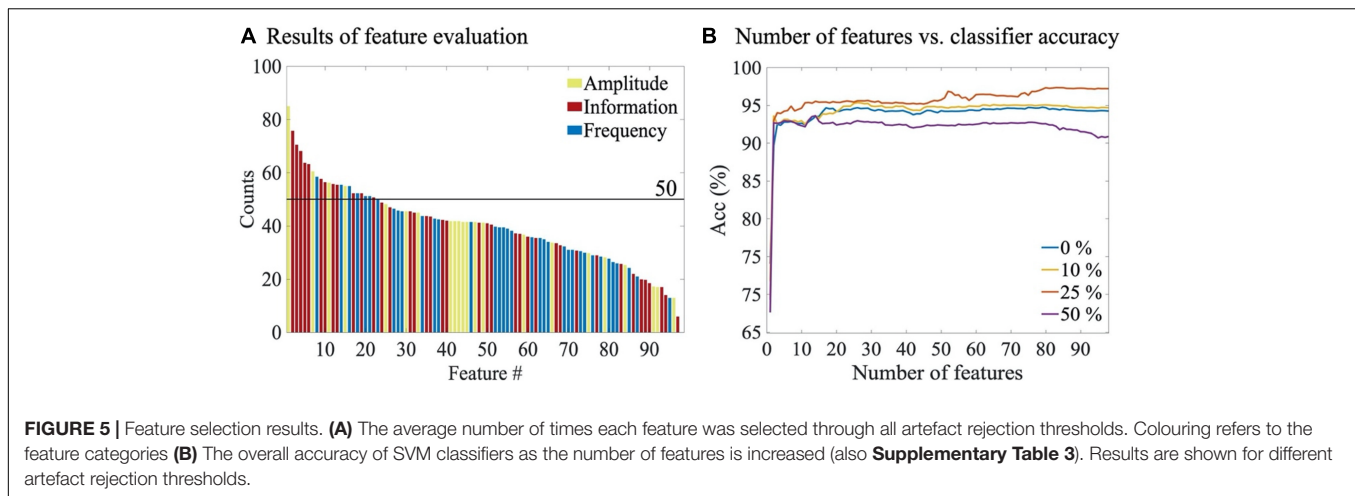 A Results of feature evaluation
100
80
60
40
20
0
Counts
Amplitude
Information
Frequency
50
10 20 30 40 50 60 70 80 90
Feature #
B Number of features vs. classifier accuracy
100
95
90
85
80
75
65
Acc (%)
0 %
10 %
25 %
50 %
0 10 20 30 40 50 60 70 80 90
Number of features
FIGURE 5 | Feature selection results. (A) The average number of times each feature was selected through all artefact rejection thresholds. Colouring refers to the
feature categories (B) The overall accuracy of SVM classifiers as the number of features is increased (also Supplementary Table 3). Results are shown for different
artefact rejection thresholds.